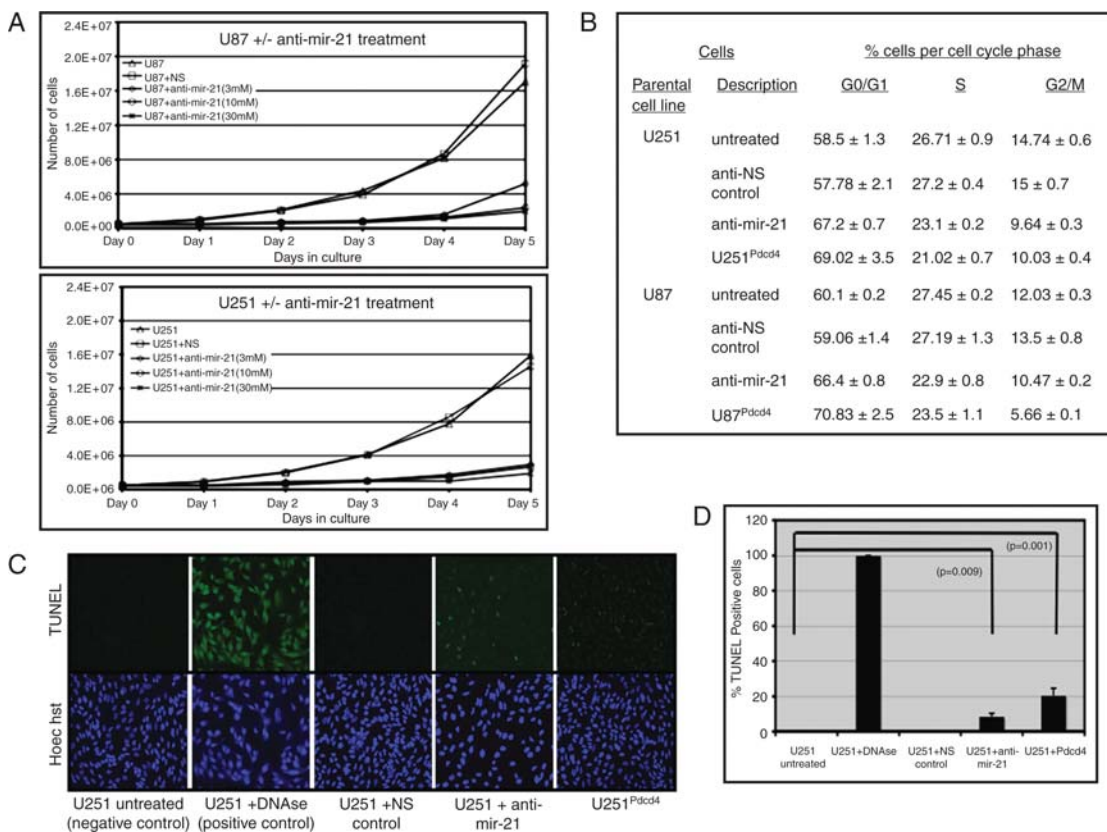 A
U87 +/- anti-mir-21 treatment
2.4E+07
2.0E+07
1.6E+07
1.2E+07
8.0E+06
4.0E+06
0.0E+00
Number of cells
U87
U87+NS
U87+anti-mir-21(3mM)
U87+anti-mir-21(10mM)
U87+anti-mir-21(30mM)
Day 0 Day 1 Day 2 Day 3 Day 4 Day 5
Days in culture
U251 +/- anti-mir-21 treatment
2.4E+07
2.0E+07
1.6E+07
1.2E+07
8.0E+06
4.0E+06
0.0E+06
Number of cells
U251
U251+NS
U251+anti-mir-21(3mM)
U251+anti-mir-21(10mM)
U251+anti-mir-21(30mM)
Day 0 Day 1 Day 2 Day 3 Day 4 Day 5
Days in culture
B
Cells % cells per cell cycle phase
Parental Description G0/G1 S G2/M
cell line
U251 untreated 58.5 ± 1.3 26.71 ± 0.9 14.74 ± 0.6
anti-NS
control 57.78 ± 2.1 27.2 ± 0.4 15 ± 0.7
anti-mir-21 67.2 ± 0.7 23.1 ± 0.2 9.64 ± 0.3
U251Pdcd4 69.02 ± 3.5 21.02 ± 0.7 10.03 ± 0.4
U87 untreated 60.1 ± 0.2 27.45 ± 0.2 12.03 ± 0.3
anti-NS
control 59.06 ±1.4 27.19 ± 1.3 13.5 ± 0.8
anti-mir-21 66.4 ± 0.8 22.9 ± 0.8 10.47 ± 0.2
U87Pdcd4 70.83 ± 2.5 23.5 ± 1.1 5.66 ± 0.1
C
TUNEL
Hoec hst
U251 untreated
(negative control)
U251 +DNAse
(positive control)
U251 +NS
control
U251 + anti-
mir-21
U251Pdcd4
D
120
100
80
60
40
20
0
% TUNEL Positive cells
(p=0.001)
(p=0.009)
U251
untreated
U251+DNAse
U251+NS
control
U251+anti-
mir-21
U251+Pdcd4